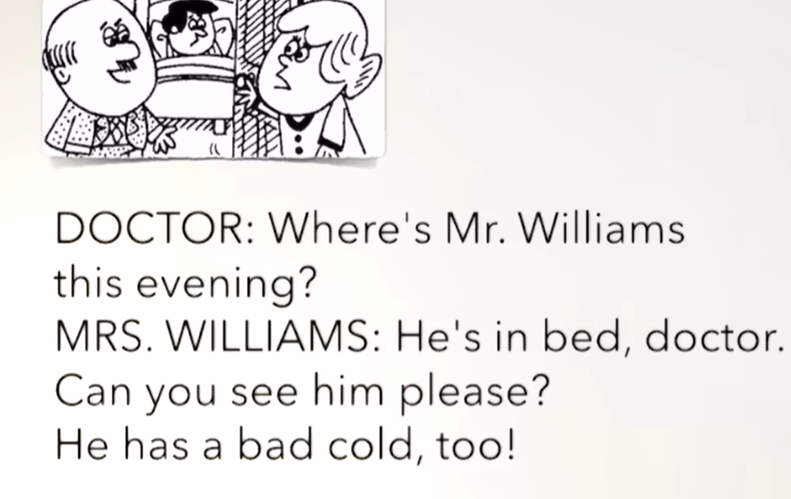 DOCTOR: Where's Mr. Williams
this evening?
MRS. WILLIAMS: He's in bed, doctor.
Can you see him please?
He has a bad cold, too!